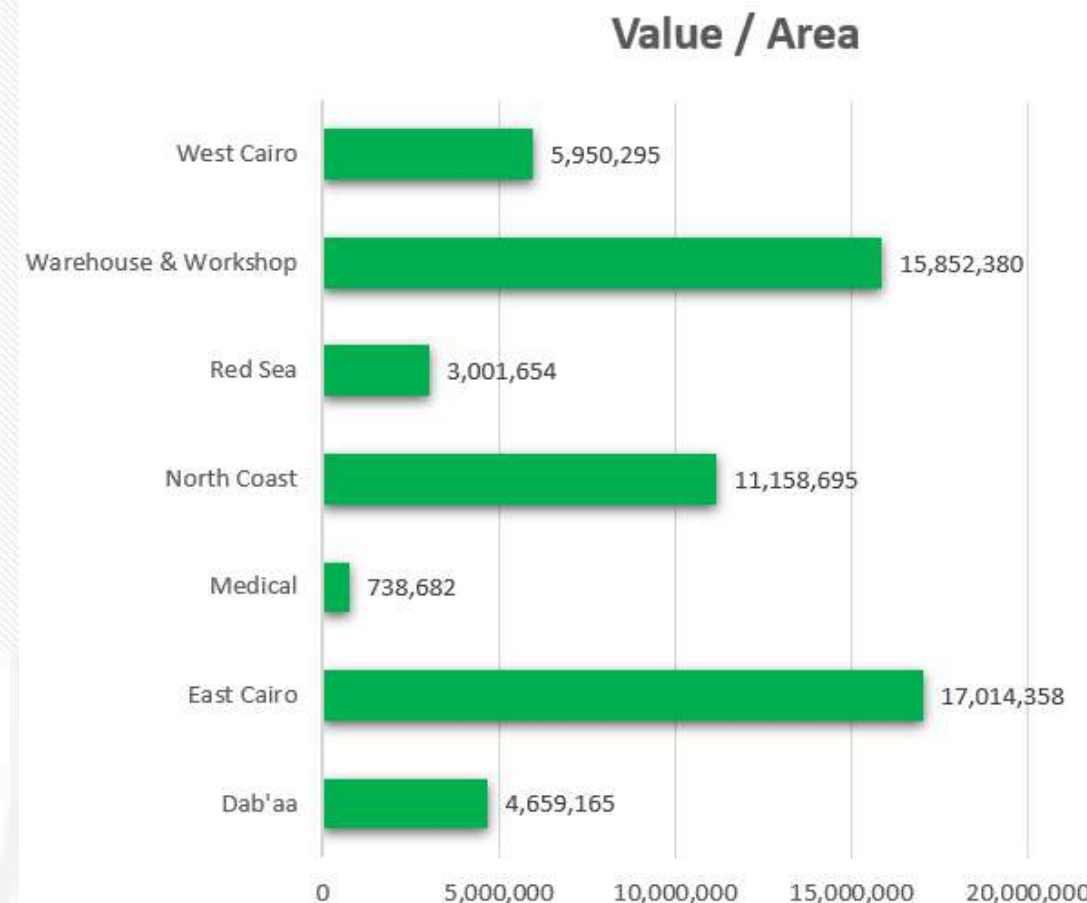 Value / Area
West Cairo 5,950,295
Warehouse & Workshop 15,852,380
Red Sea 3,001,654
North Coast 11,158,695
Medical 738,682
East Cairo 17,014,358
Dab'aa 4,659,165
0 5,000,000 10,000,000 15,000,000 20,000,000